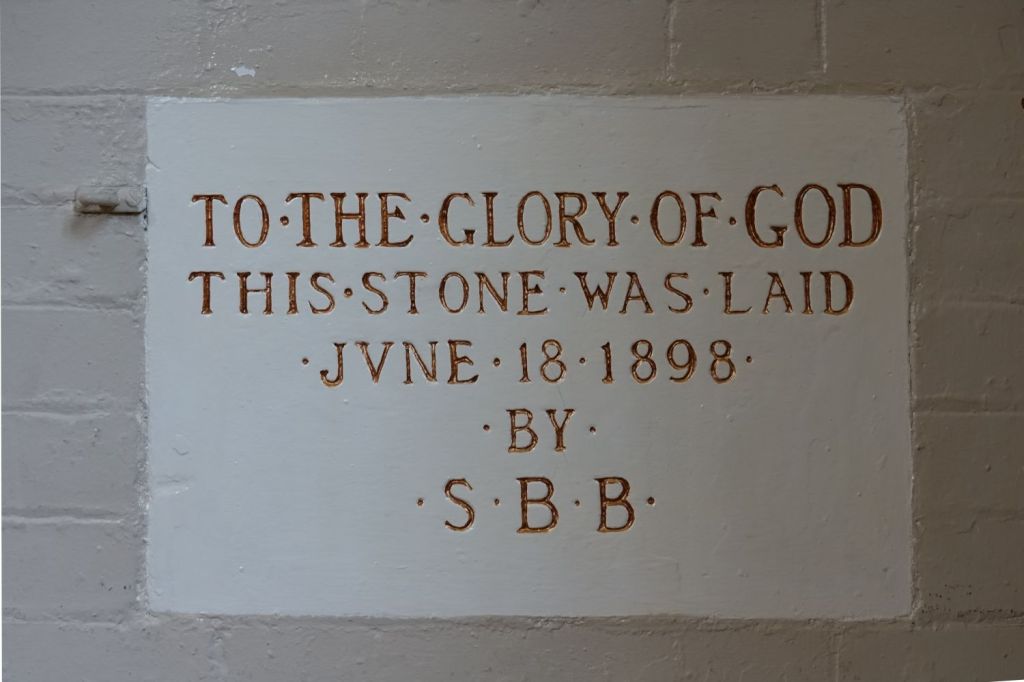 TO·THE·GLORY·OF·GOD
THIS·STONE·WAS·LAID
·JVNE·18·1898·
·BY·
·S·B·B·